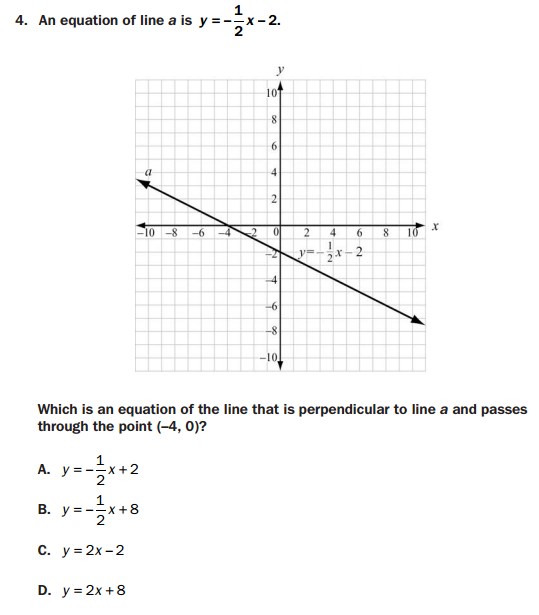 4. An equation of line a is y = -1/2x - 2.
y
10
8
a
6
4
2
-10 -8 -6 -4 -2 0 2 4 6 8 10 x
-2 y = -1/2x - 2
-4
-6
-8
-10
Which is an equation of the line that is perpendicular to line a and passes
through the point (–4, 0)?
A. y = -1/2x + 2
B. y = -1/2x + 8
C. y = 2x - 2
D. y = 2x + 8